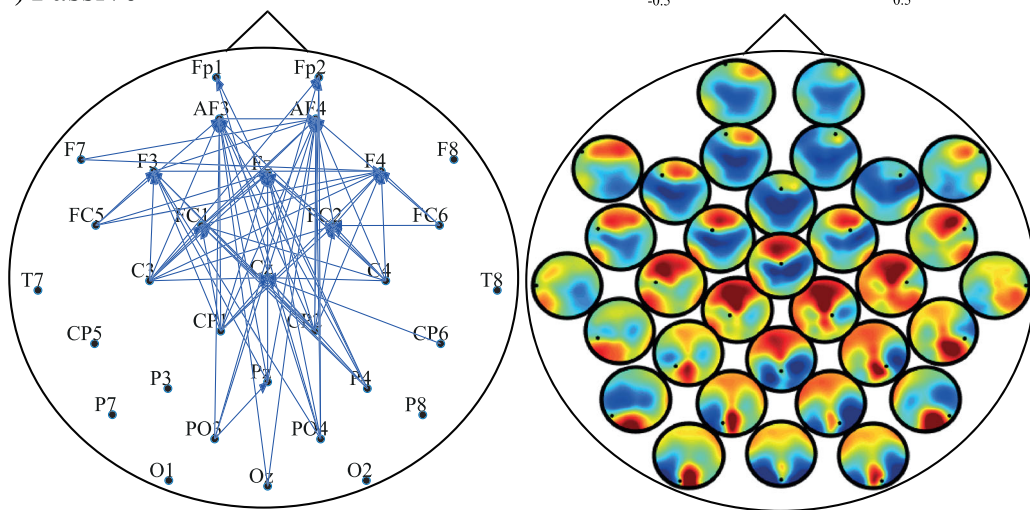 ) Passive
-0.5 0.5
Fp1 Fp2
AF3 AF4
F7 F3 Fz F4 F8
FC5 FC1 FC2 FC6
T7 C3 Cz C4 T8
CP5 CP1 CP2 CP6
P7 P3 Pz P4 P8
PO3 PO4
O1 Oz O2